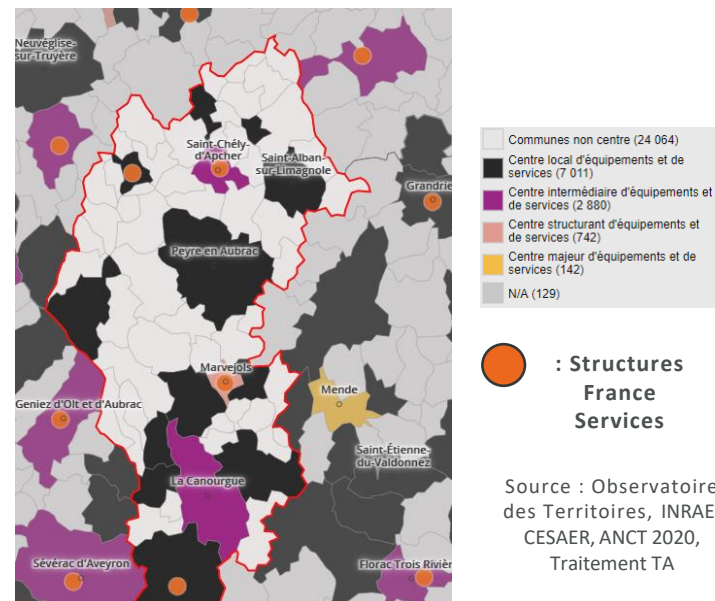 Neuvéglise-
sur-Truyère
Saint-Chély-
d'Apcher
Saint-Alban-
sur-Limagnole
Grandrie
Peyre en Aubrac
Marvejols
Mende
Geniez d'Olt et d'Aubrac
Saint-Étienne-
du-Valdonnez
La Canourgue
Sévérac d'Aveyron
Florac Trois Rivièr
Communes non centre (24 064)
Centre local d'équipements et de
services (7 011)
Centre intermédiaire d'équipements et
de services (2 880)
Centre structurant d'équipements et
de services (742)
Centre majeur d'équipements et de
services (142)
N/A (129)
: Structures
France
Services
Source : Observatoire
des Territoires, INRAE
CESAER, ANCT 2020,
Traitement TA